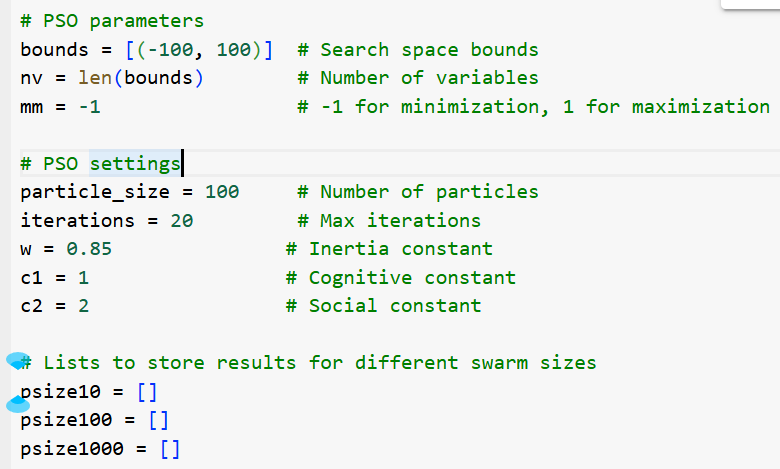 # PSO parameters
bounds = [(-100, 100)]  # Search space bounds
nv = len(bounds)        # Number of variables
mm = -1                 # -1 for minimization, 1 for maximization
# PSO settings
particle_size = 100     # Number of particles
iterations = 20         # Max iterations
w = 0.85               # Inertia constant
c1 = 1                 # Cognitive constant
c2 = 2                 # Social constant
# Lists to store results for different swarm sizes
psize10 = []
psize100 = []
psize1000 = []